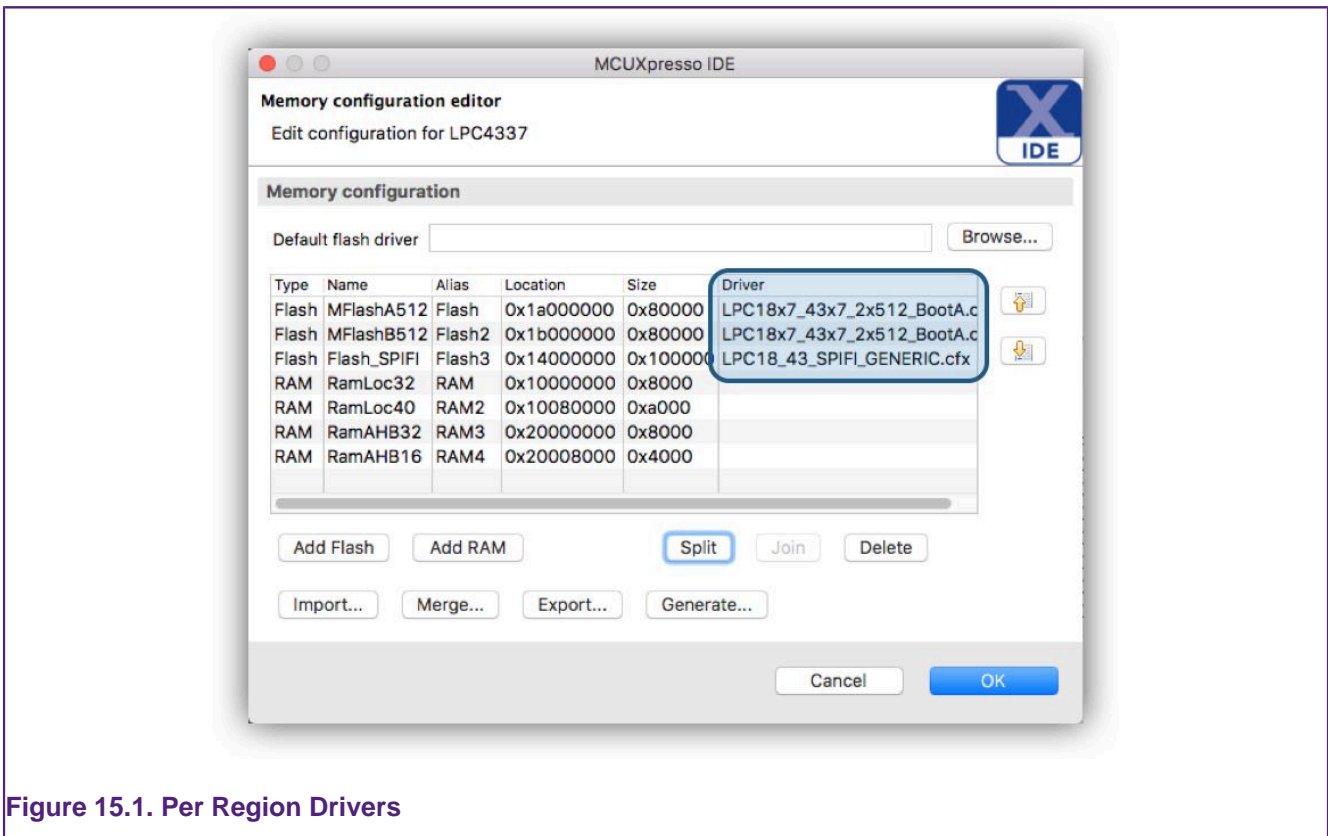 MCUXpresso IDE
Memory configuration editor
Edit configuration for LPC4337
IDE
Memory configuration
Default flash driver Browse...
Type Name Alias Location Size Driver
Flash MFlashA512 Flash 0x1a000000 0x80000 LPC18x7_43x7_2x512_BootA.c
Flash MFlashB512 Flash2 0x1b000000 0x80000 LPC18x7_43x7_2x512_BootA.c
Flash Flash_SPIFI Flash3 0x14000000 0x100000 LPC18_43_SPIFI_GENERIC.cfx
RAM RamLoc32 RAM 0x10000000 0x8000
RAM RamLoc40 RAM2 0x10080000 0xa000
RAM RamAHB32 RAM3 0x20000000 0x8000
RAM RamAHB16 RAM4 0x20008000 0x4000
Add Flash Add RAM Split Join Delete
Import... Merge... Export... Generate...
Cancel OK
Figure 15.1. Per Region Drivers